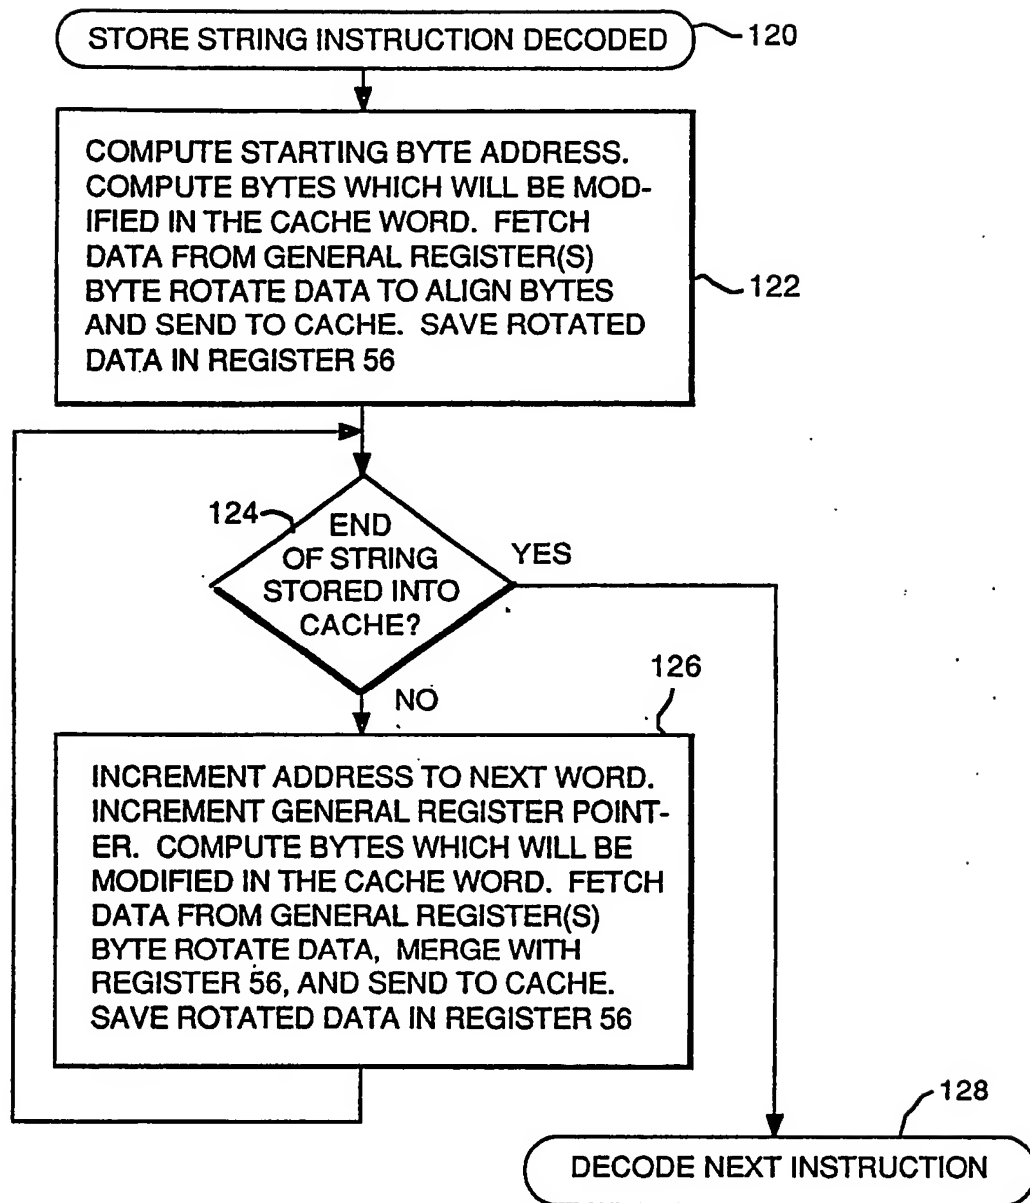 STORE STRING INSTRUCTION DECODED
120
COMPUTE STARTING BYTE ADDRESS.
COMPUTE BYTES WHICH WILL BE MOD-
IFIED IN THE CACHE WORD. FETCH
DATA FROM GENERAL REGISTER(S)
BYTE ROTATE DATA TO ALIGN BYTES
AND SEND TO CACHE. SAVE ROTATED
DATA IN REGISTER 56
122
124
END
OF STRING
STORED INTO
CACHE?
YES
NO
126
INCREMENT ADDRESS TO NEXT WORD.
INCREMENT GENERAL REGISTER POINT-
ER. COMPUTE BYTES WHICH WILL BE
MODIFIED IN THE CACHE WORD. FETCH
DATA FROM GENERAL REGISTER(S)
BYTE ROTATE DATA, MERGE WITH
REGISTER 56, AND SEND TO CACHE.
SAVE ROTATED DATA IN REGISTER 56
128
DECODE NEXT INSTRUCTION